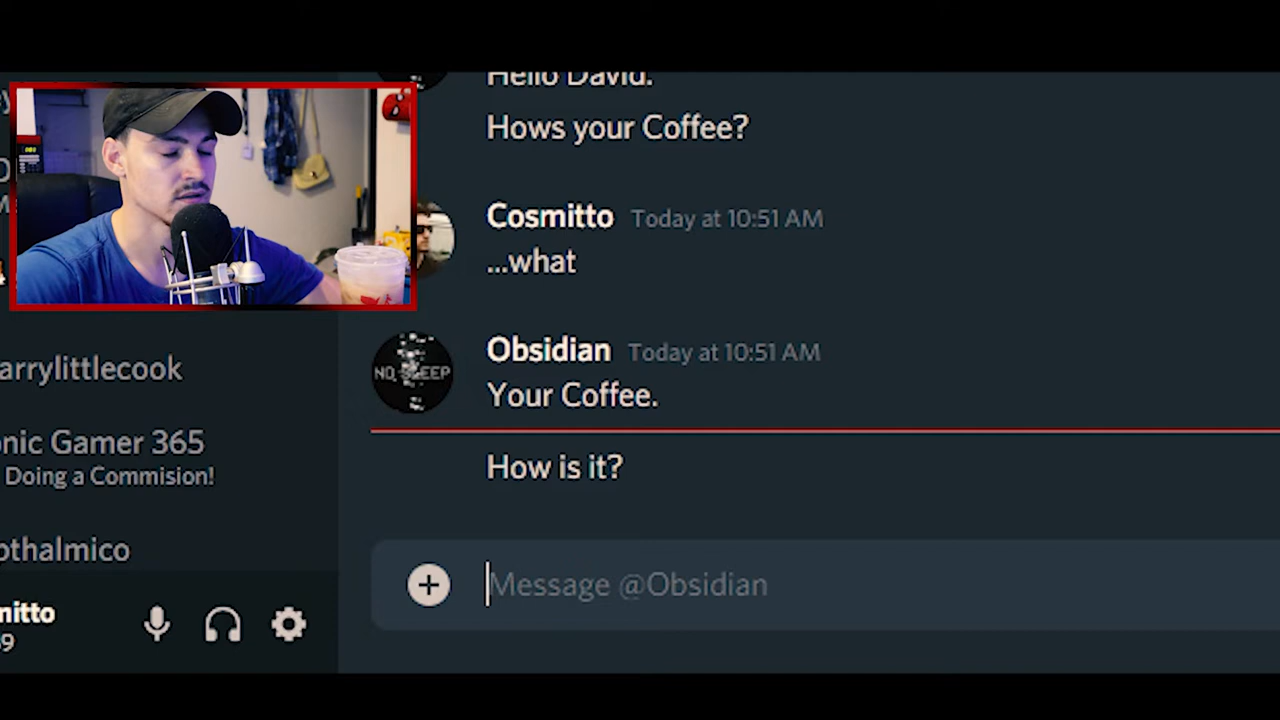 Hello David.
Hows your Coffee?
Cosmitto Today at 10:51 AM
...what
Obsidian Today at 10:51 AM
NO SLEEP
Your Coffee.
How is it?
arrylittlecook
onic Gamer 365
Doing a Commision!
othalmico
mitto
9
Message @Obsidian